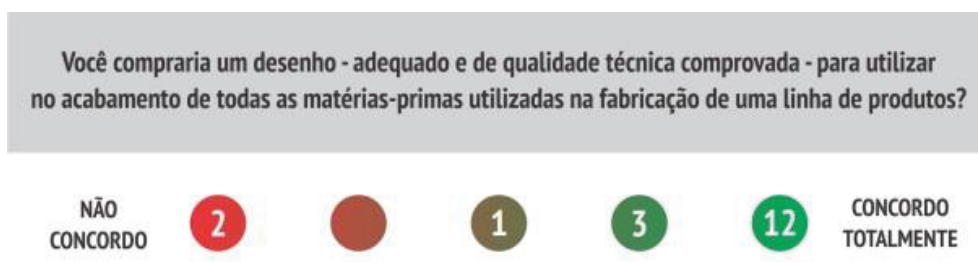 Você compraria um desenho - adequado e de qualidade técnica comprovada - para utilizar
no acabamento de todas as matérias-primas utilizadas na fabricação de uma linha de produtos?
NÃO
CONCORDO
2
1
3
12
CONCORDO
TOTALMENTE